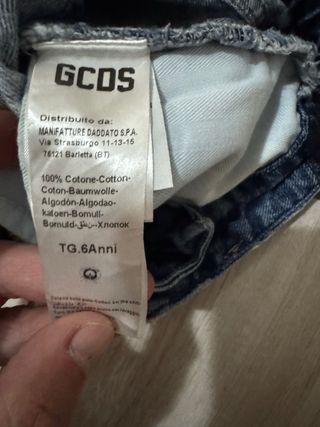 GCDS
Distribuito da:
MANIFATTURE DADDATO S.P.A.
Via Strasburgo 11-13-15
76121 Barletta (BT)
100% Cotone-Cotton-
Coton-Baumwolle-
Algodón-Algodao-
katoen-Bomull-
Bomuld-قطن-Хлопок
TG.6Anni